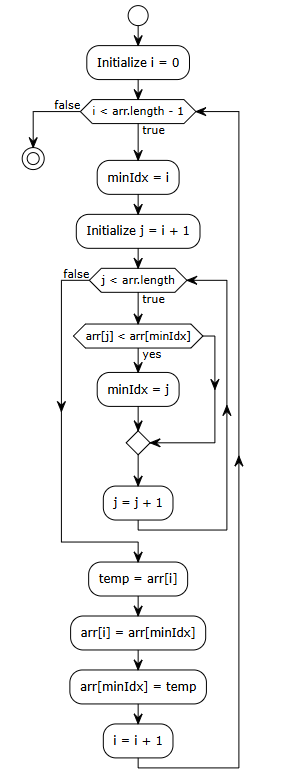 Initialize i = 0
false
i < arr.length - 1
true
minIdx = i
Initialize j = i + 1
false
j < arr.length
true
arr[j] < arr[minIdx]
yes
minIdx = j
j = j + 1
temp = arr[i]
arr[i] = arr[minIdx]
arr[minIdx] = temp
i = i + 1